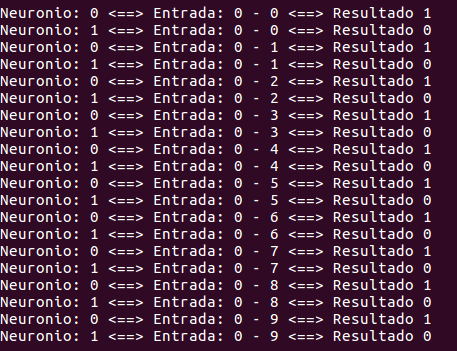 Neuronio: 0 <==> Entrada: 0 - 0 <==> Resultado 1
Neuronio: 1 <==> Entrada: 0 - 0 <==> Resultado 0
Neuronio: 0 <==> Entrada: 0 - 1 <==> Resultado 1
Neuronio: 1 <==> Entrada: 0 - 1 <==> Resultado 0
Neuronio: 0 <==> Entrada: 0 - 2 <==> Resultado 1
Neuronio: 1 <==> Entrada: 0 - 2 <==> Resultado 0
Neuronio: 0 <==> Entrada: 0 - 3 <==> Resultado 1
Neuronio: 1 <==> Entrada: 0 - 3 <==> Resultado 0
Neuronio: 0 <==> Entrada: 0 - 4 <==> Resultado 1
Neuronio: 1 <==> Entrada: 0 - 4 <==> Resultado 0
Neuronio: 0 <==> Entrada: 0 - 5 <==> Resultado 1
Neuronio: 1 <==> Entrada: 0 - 5 <==> Resultado 0
Neuronio: 0 <==> Entrada: 0 - 6 <==> Resultado 1
Neuronio: 1 <==> Entrada: 0 - 6 <==> Resultado 0
Neuronio: 0 <==> Entrada: 0 - 7 <==> Resultado 1
Neuronio: 1 <==> Entrada: 0 - 7 <==> Resultado 0
Neuronio: 0 <==> Entrada: 0 - 8 <==> Resultado 1
Neuronio: 1 <==> Entrada: 0 - 8 <==> Resultado 0
Neuronio: 0 <==> Entrada: 0 - 9 <==> Resultado 1
Neuronio: 1 <==> Entrada: 0 - 9 <==> Resultado 0